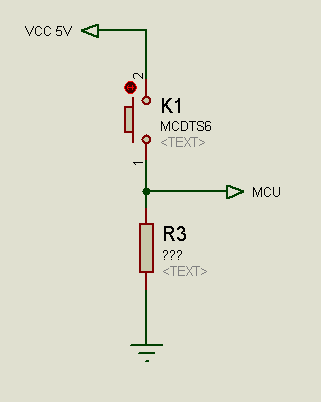 VCC 5V
2
K1
MCDTS6
<TEXT>
1
MCU
R3
???
<TEXT>